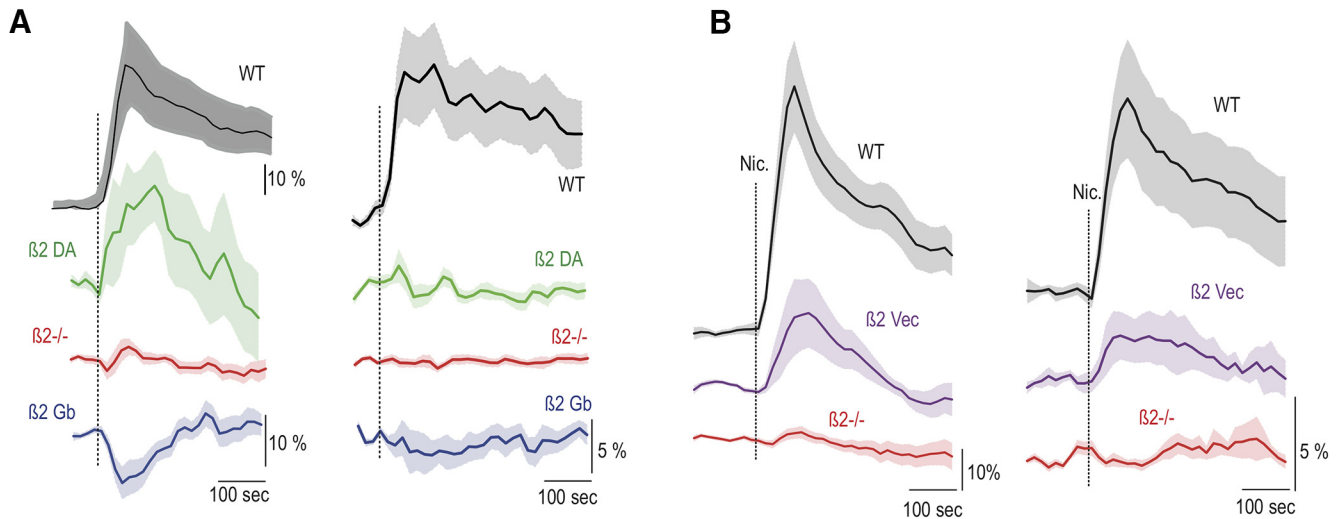 A
WT
10 %
ß2 DA
ß2-/-
ß2 Gb
10 %
100 sec
WT
ß2 DA
ß2-/-
ß2 Gb
5 %
100 sec
B
Nic.
WT
ß2 Vec
ß2-/-
10%
100 sec
WT
Nic.
ß2 Vec
ß2-/-
5 %
100 sec